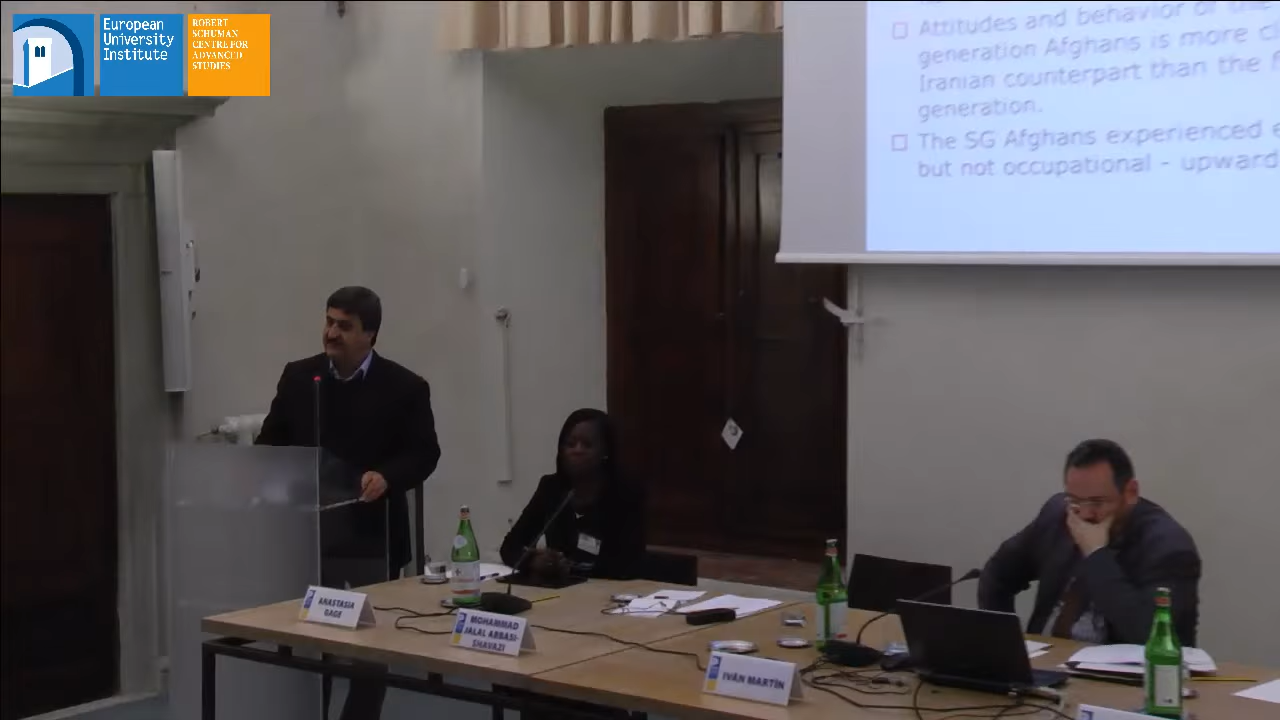 European
University
Institute
ROBERT
SCHUMAN
CENTRE FOR
ADVANCED
STUDIES
Attitudes and behavior of the
generation Afghans is more
Iranian counterpart than the
generation.
The SG Afghans experienced
but not occupational - upward
ANASTASIA
GAGE
MOHAMMAD
JALAL ABBASI-
SHAVAZI
IVÁN MARTÍN